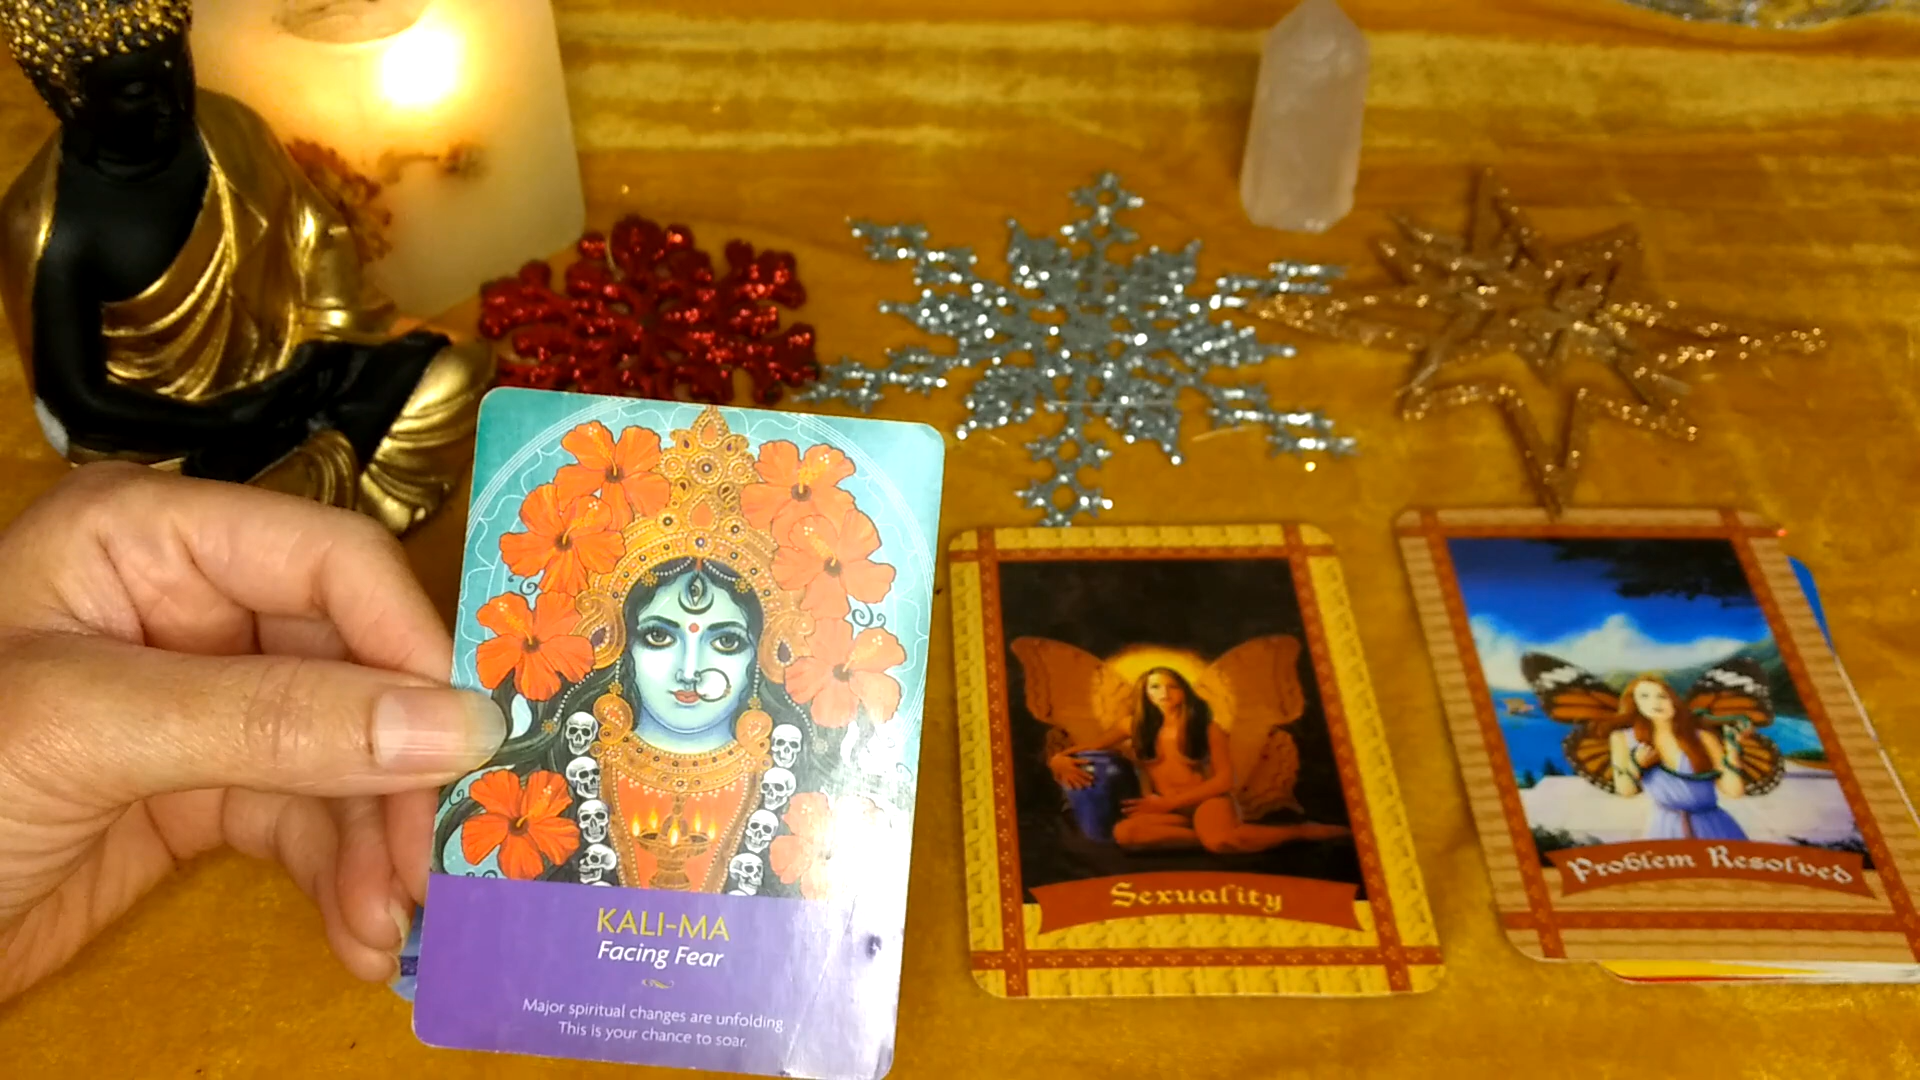 KALI-MA
Facing Fear
Major spiritual changes are unfolding.
This is your chance to soar.
Sexuality
Problem Resolved